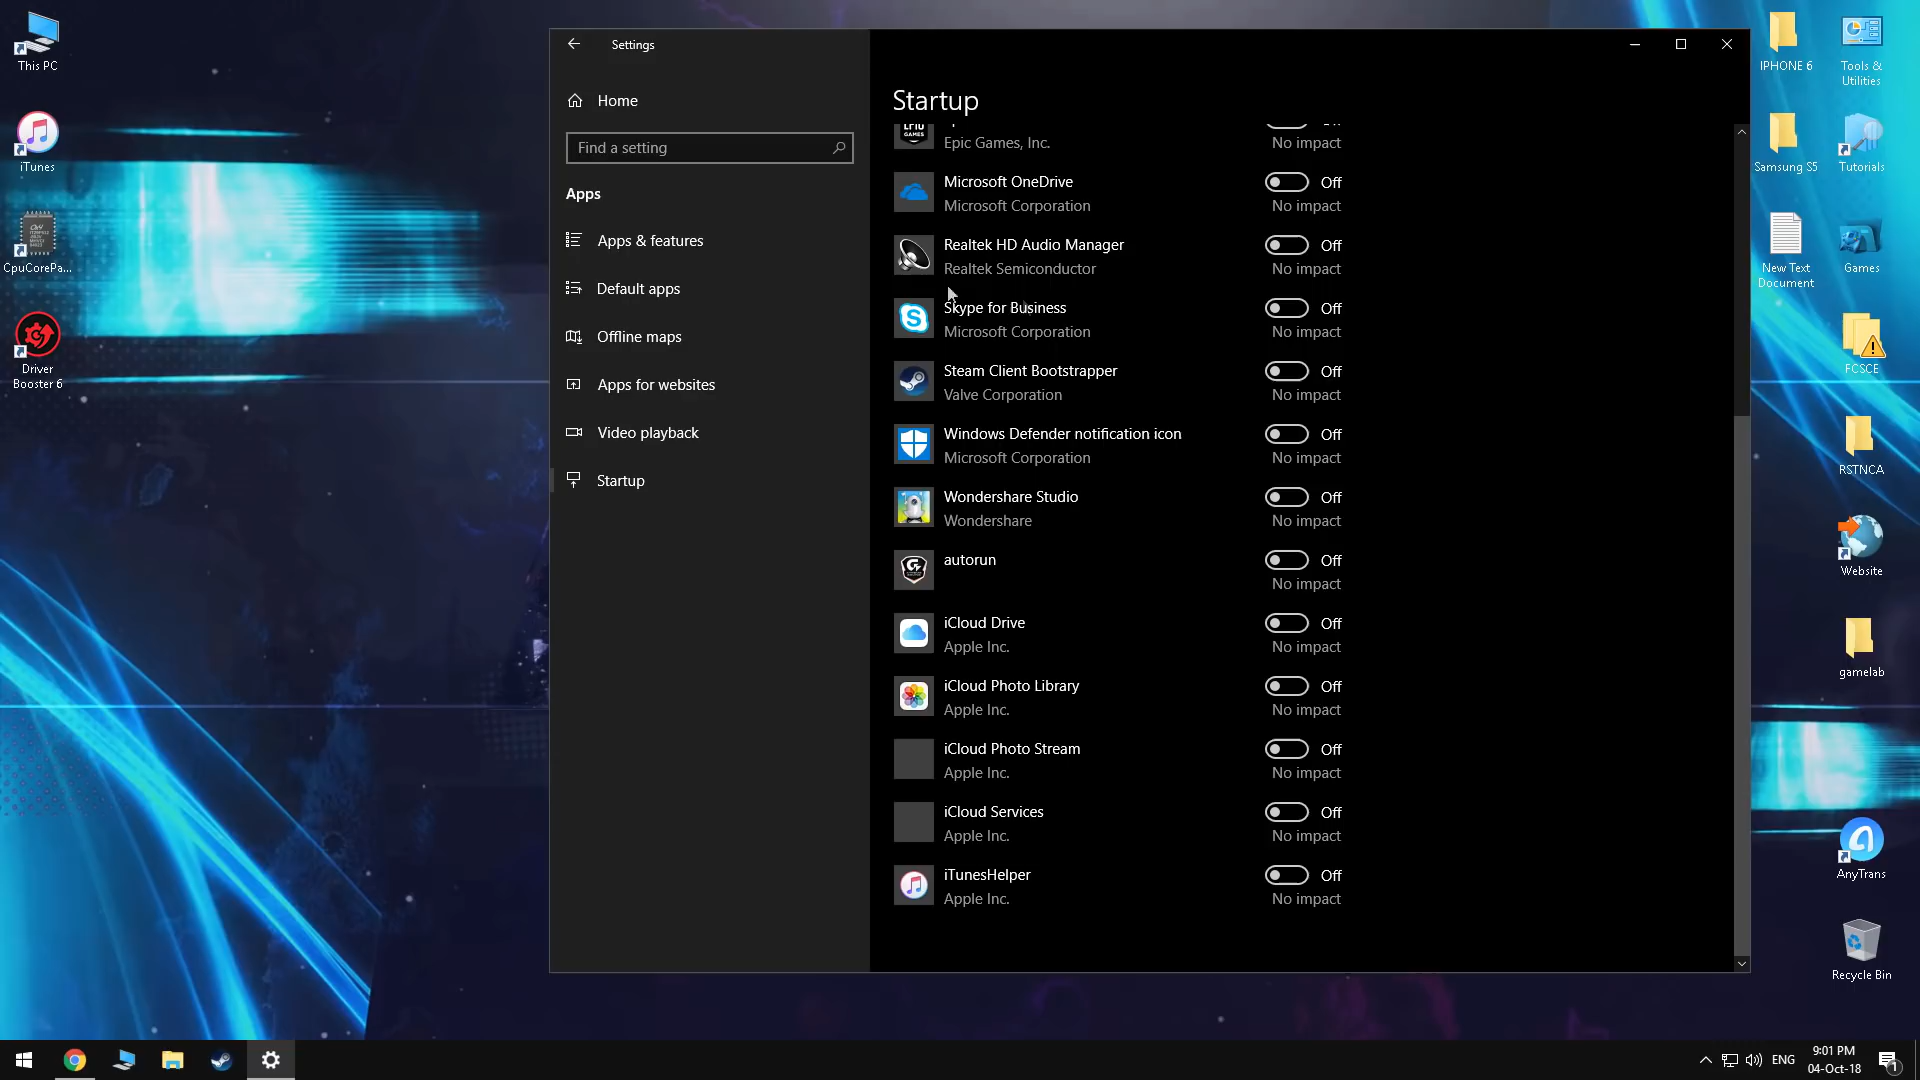 This PC
iTunes
CpuCorePa...
Driver
Booster 6
Settings
Home
Find a setting
Apps
Apps & features
Default apps
Offline maps
Apps for websites
Video playback
Startup
Startup
Epic Games, Inc.
No impact
Microsoft OneDrive
Off
Microsoft Corporation
No impact
Realtek HD Audio Manager
Off
Realtek Semiconductor
No impact
Skype for Business
Off
Microsoft Corporation
No impact
Steam Client Bootstrapper
Off
Valve Corporation
No impact
Windows Defender notification icon
Off
Microsoft Corporation
No impact
Wondershare Studio
Off
Wondershare
No impact
autorun
Off
No impact
iCloud Drive
Off
Apple Inc.
No impact
iCloud Photo Library
Off
Apple Inc.
No impact
iCloud Photo Stream
Off
Apple Inc.
No impact
iCloud Services
Off
Apple Inc.
No impact
iTunesHelper
Off
Apple Inc.
No impact
IPHONE 6
Tools &
Utilities
Samsung S5
Tutorials
New Text
Document
Games
FCSCE
RSTNCA
Website
gamelab
AnyTrans
Recycle Bin
ENG
9:01 PM
04-Oct-18
1